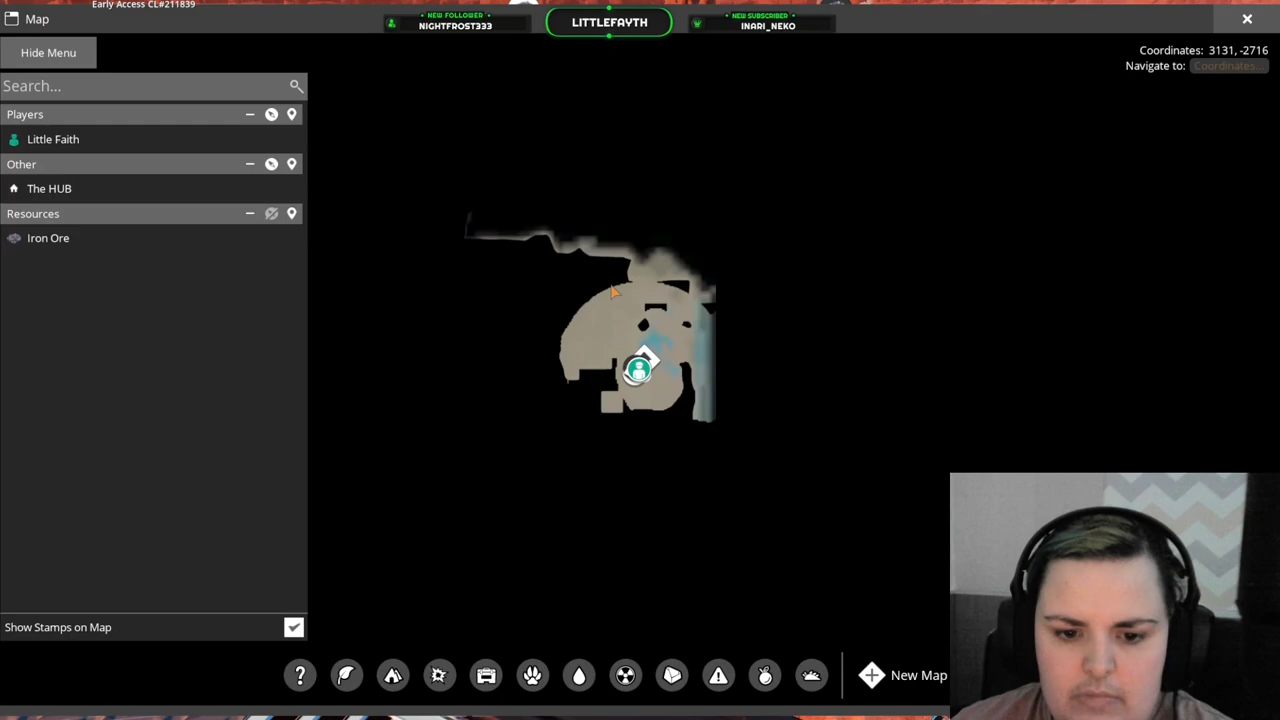 Early Access CL#211839
Map
NEW FOLLOWER
NIGHTFROST333
LITTLEFAYTH
NEW SUBSCRIBER
INARI_NEKO
Hide Menu
Coordinates: 3131, -2716
Navigate to: Coordinates...
Search...
Players
Little Faith
Other
The HUB
Resources
Iron Ore
Show Stamps on Map
New Map